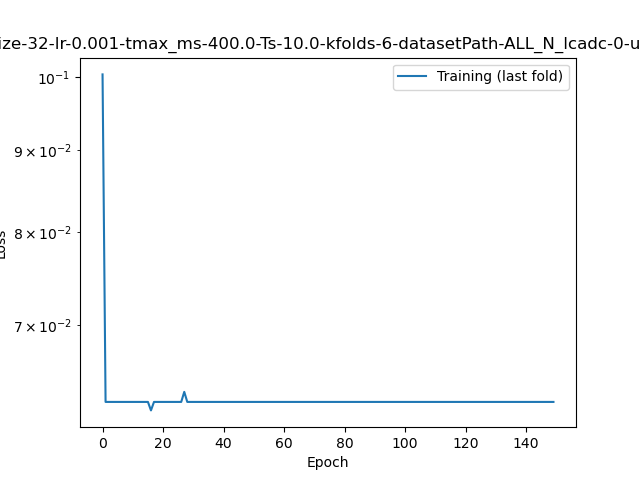 ize-32-lr-0.001-tmax_ms-400.0-Ts-10.0-kfolds-6-datasetPath-ALL_N_lcadc-0-u
Training (last fold)
10⁻¹
9 × 10⁻²
8 × 10⁻²
7 × 10⁻²
Loss
0 20 40 60 80 100 120 140
Epoch